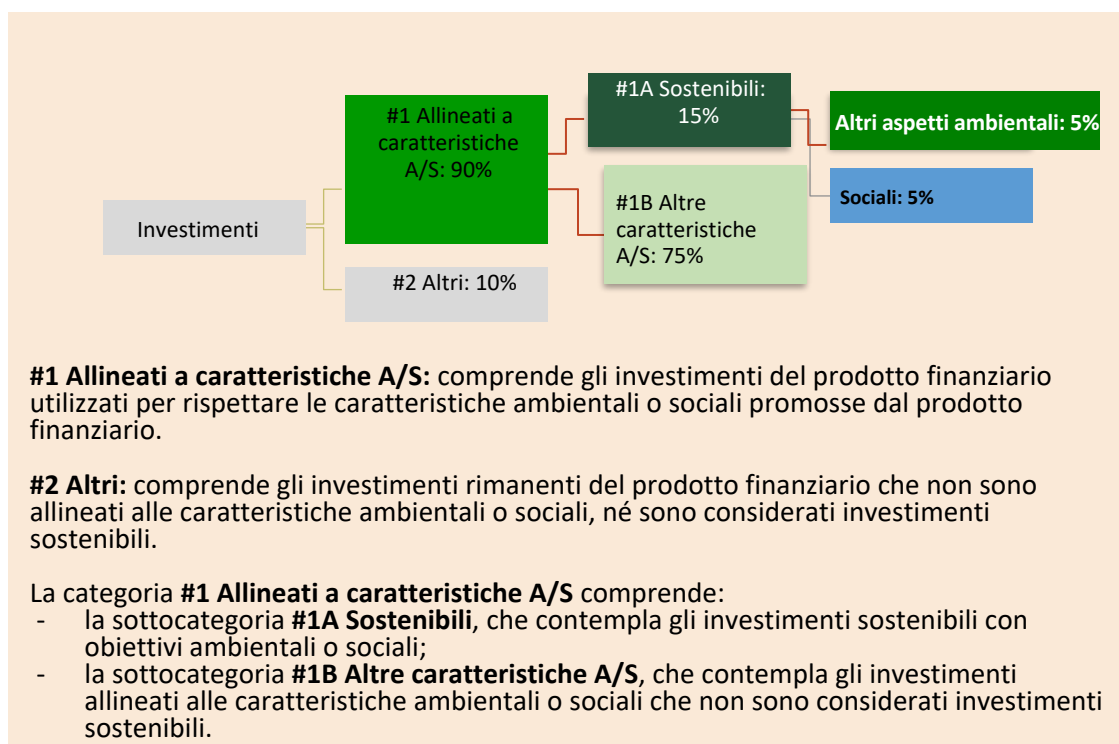 Investimenti
#1 Allineati a
caratteristiche
A/S: 90%
#2 Altri: 10%
#1A Sostenibili:
15%
#1B Altre
caratteristiche
A/S: 75%
Altri aspetti ambientali: 5%
Sociali: 5%
#1 Allineati a caratteristiche A/S: comprende gli investimenti del prodotto finanziario
utilizzati per rispettare le caratteristiche ambientali o sociali promosse dal prodotto
finanziario.
#2 Altri: comprende gli investimenti rimanenti del prodotto finanziario che non sono
allineati alle caratteristiche ambientali o sociali, né sono considerati investimenti
sostenibili.
La categoria #1 Allineati a caratteristiche A/S comprende:
- la sottocategoria #1A Sostenibili, che contempla gli investimenti sostenibili con
obiettivi ambientali o sociali;
- la sottocategoria #1B Altre caratteristiche A/S, che contempla gli investimenti
allineati alle caratteristiche ambientali o sociali che non sono considerati investimenti
sostenibili.